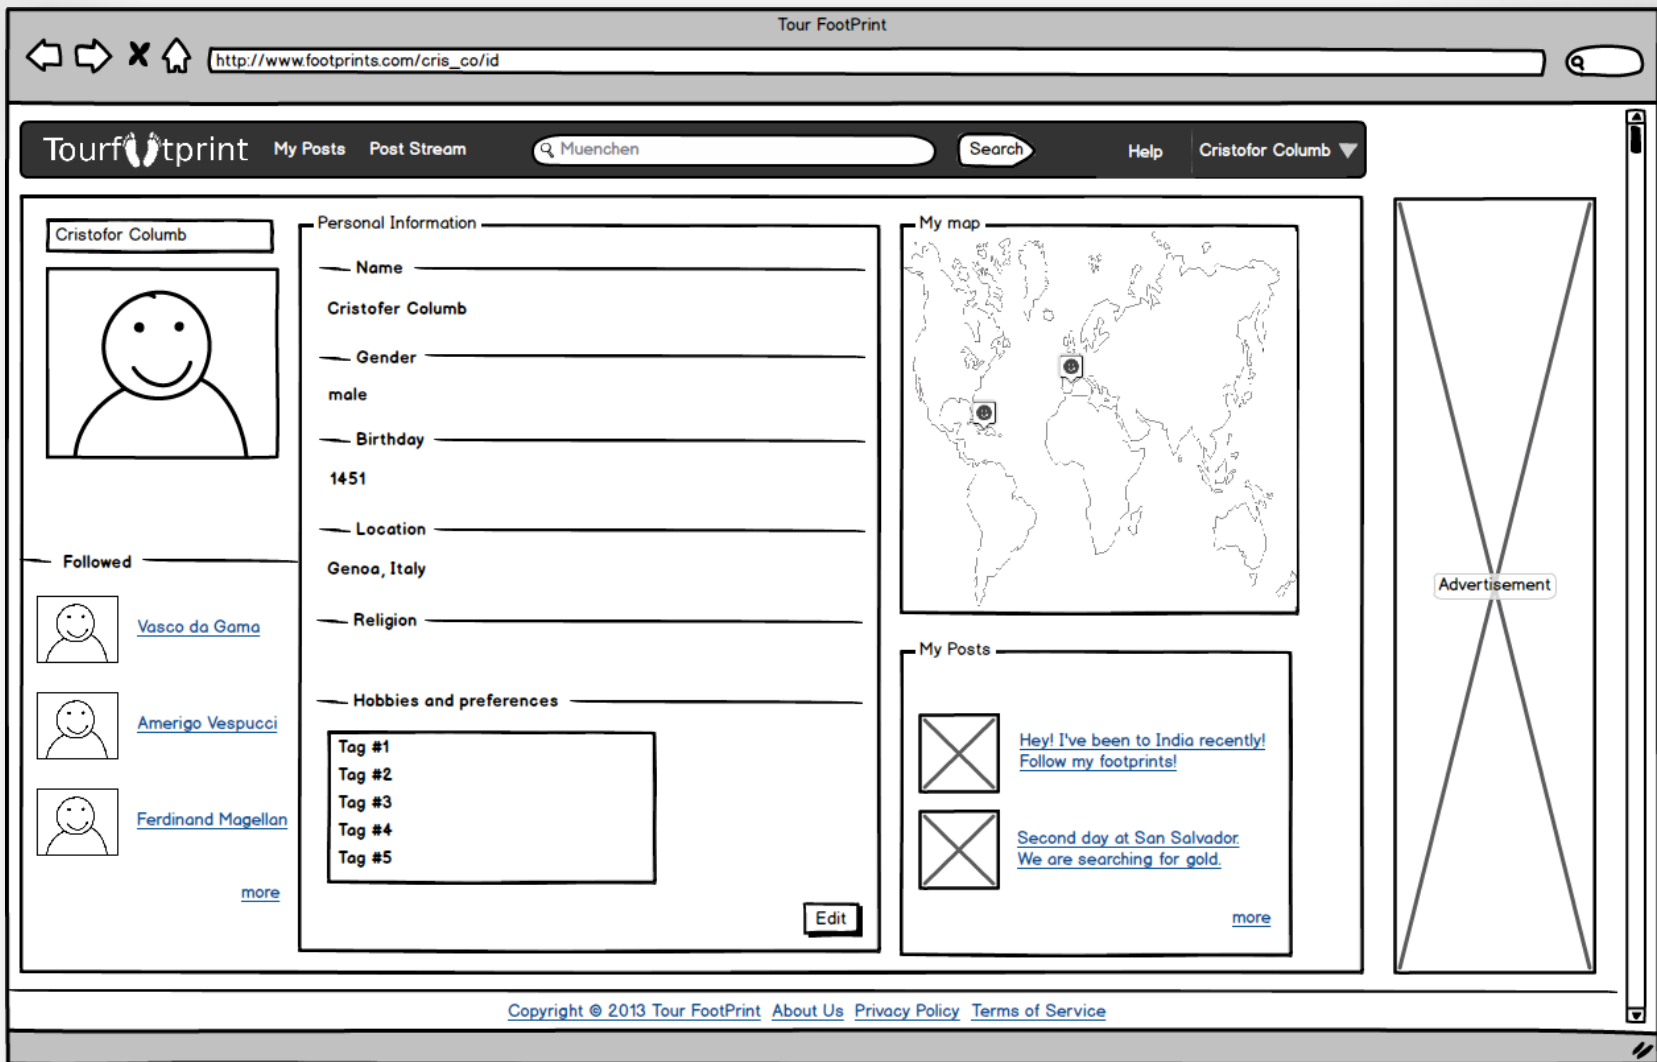 Tour FootPrint
http://www.footprints.com/cris_co/id
Tourfootprint My Posts Post Stream Muenchen Search Help Cristofor Columb
Cristofor Columb
Followed
Vasco da Gama
Amerigo Vespucci
Ferdinand Magellan
more
Personal Information
Name
Cristofer Columb
Gender
male
Birthday
1451
Location
Genoa, Italy
Religion
Hobbies and preferences
Tag #1
Tag #2
Tag #3
Tag #4
Tag #5
Edit
My map
My Posts
Hey! I've been to India recently!
Follow my footprints!
Second day at San Salvador.
We are searching for gold.
more
Advertisement
Copyright © 2013 Tour FootPrint About Us Privacy Policy Terms of Service